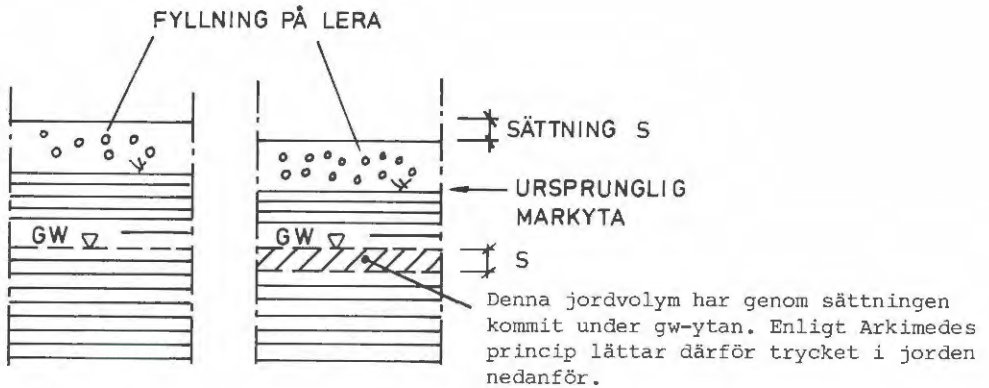 FYLLNING PÅ LERA
SÄTTNING S
URSPRUNGLIG
MARKYTA
GW
GW
S
Denna jordvolym har genom sättningen
kommit under gw-ytan. Enligt Arkimedes
princip lättar därför trycket i jorden
nedanför.